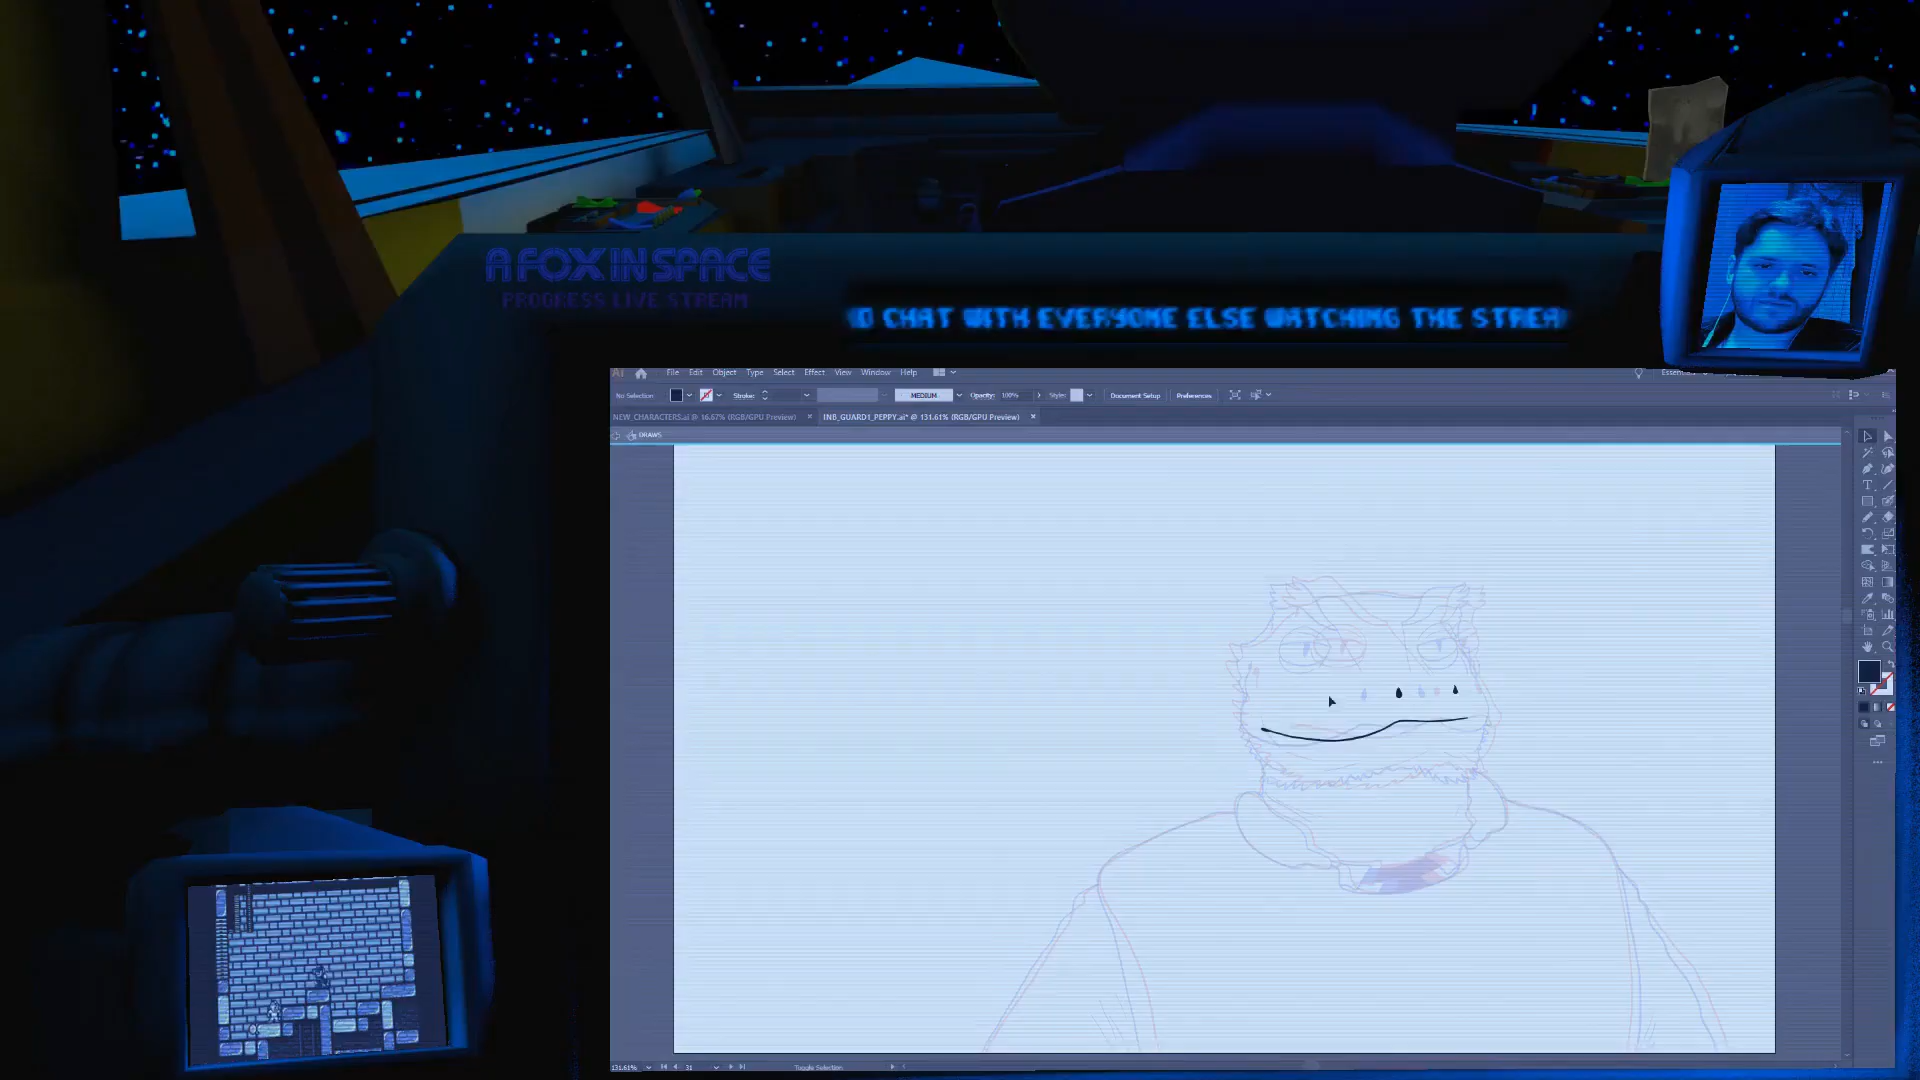 A FOX IN SPACE
PROGRESS LIVE STREAM
O CHAT WITH EVERYONE ELSE WATCHING THE STREA
Ai File Edit Object Type Select Effect View Window Help
No Selection Stroke: MEDIUM Opacity: 100% Style: Document Setup Preferences
NEW_CHARACTERS.ai @ 16.67% (RGB/GPU Preview) × INB_GUARD1_PEPPY.ai* @ 131.61% (RGB/GPU Preview) ×
DRAWS
131.61% 31 Toggle Selection